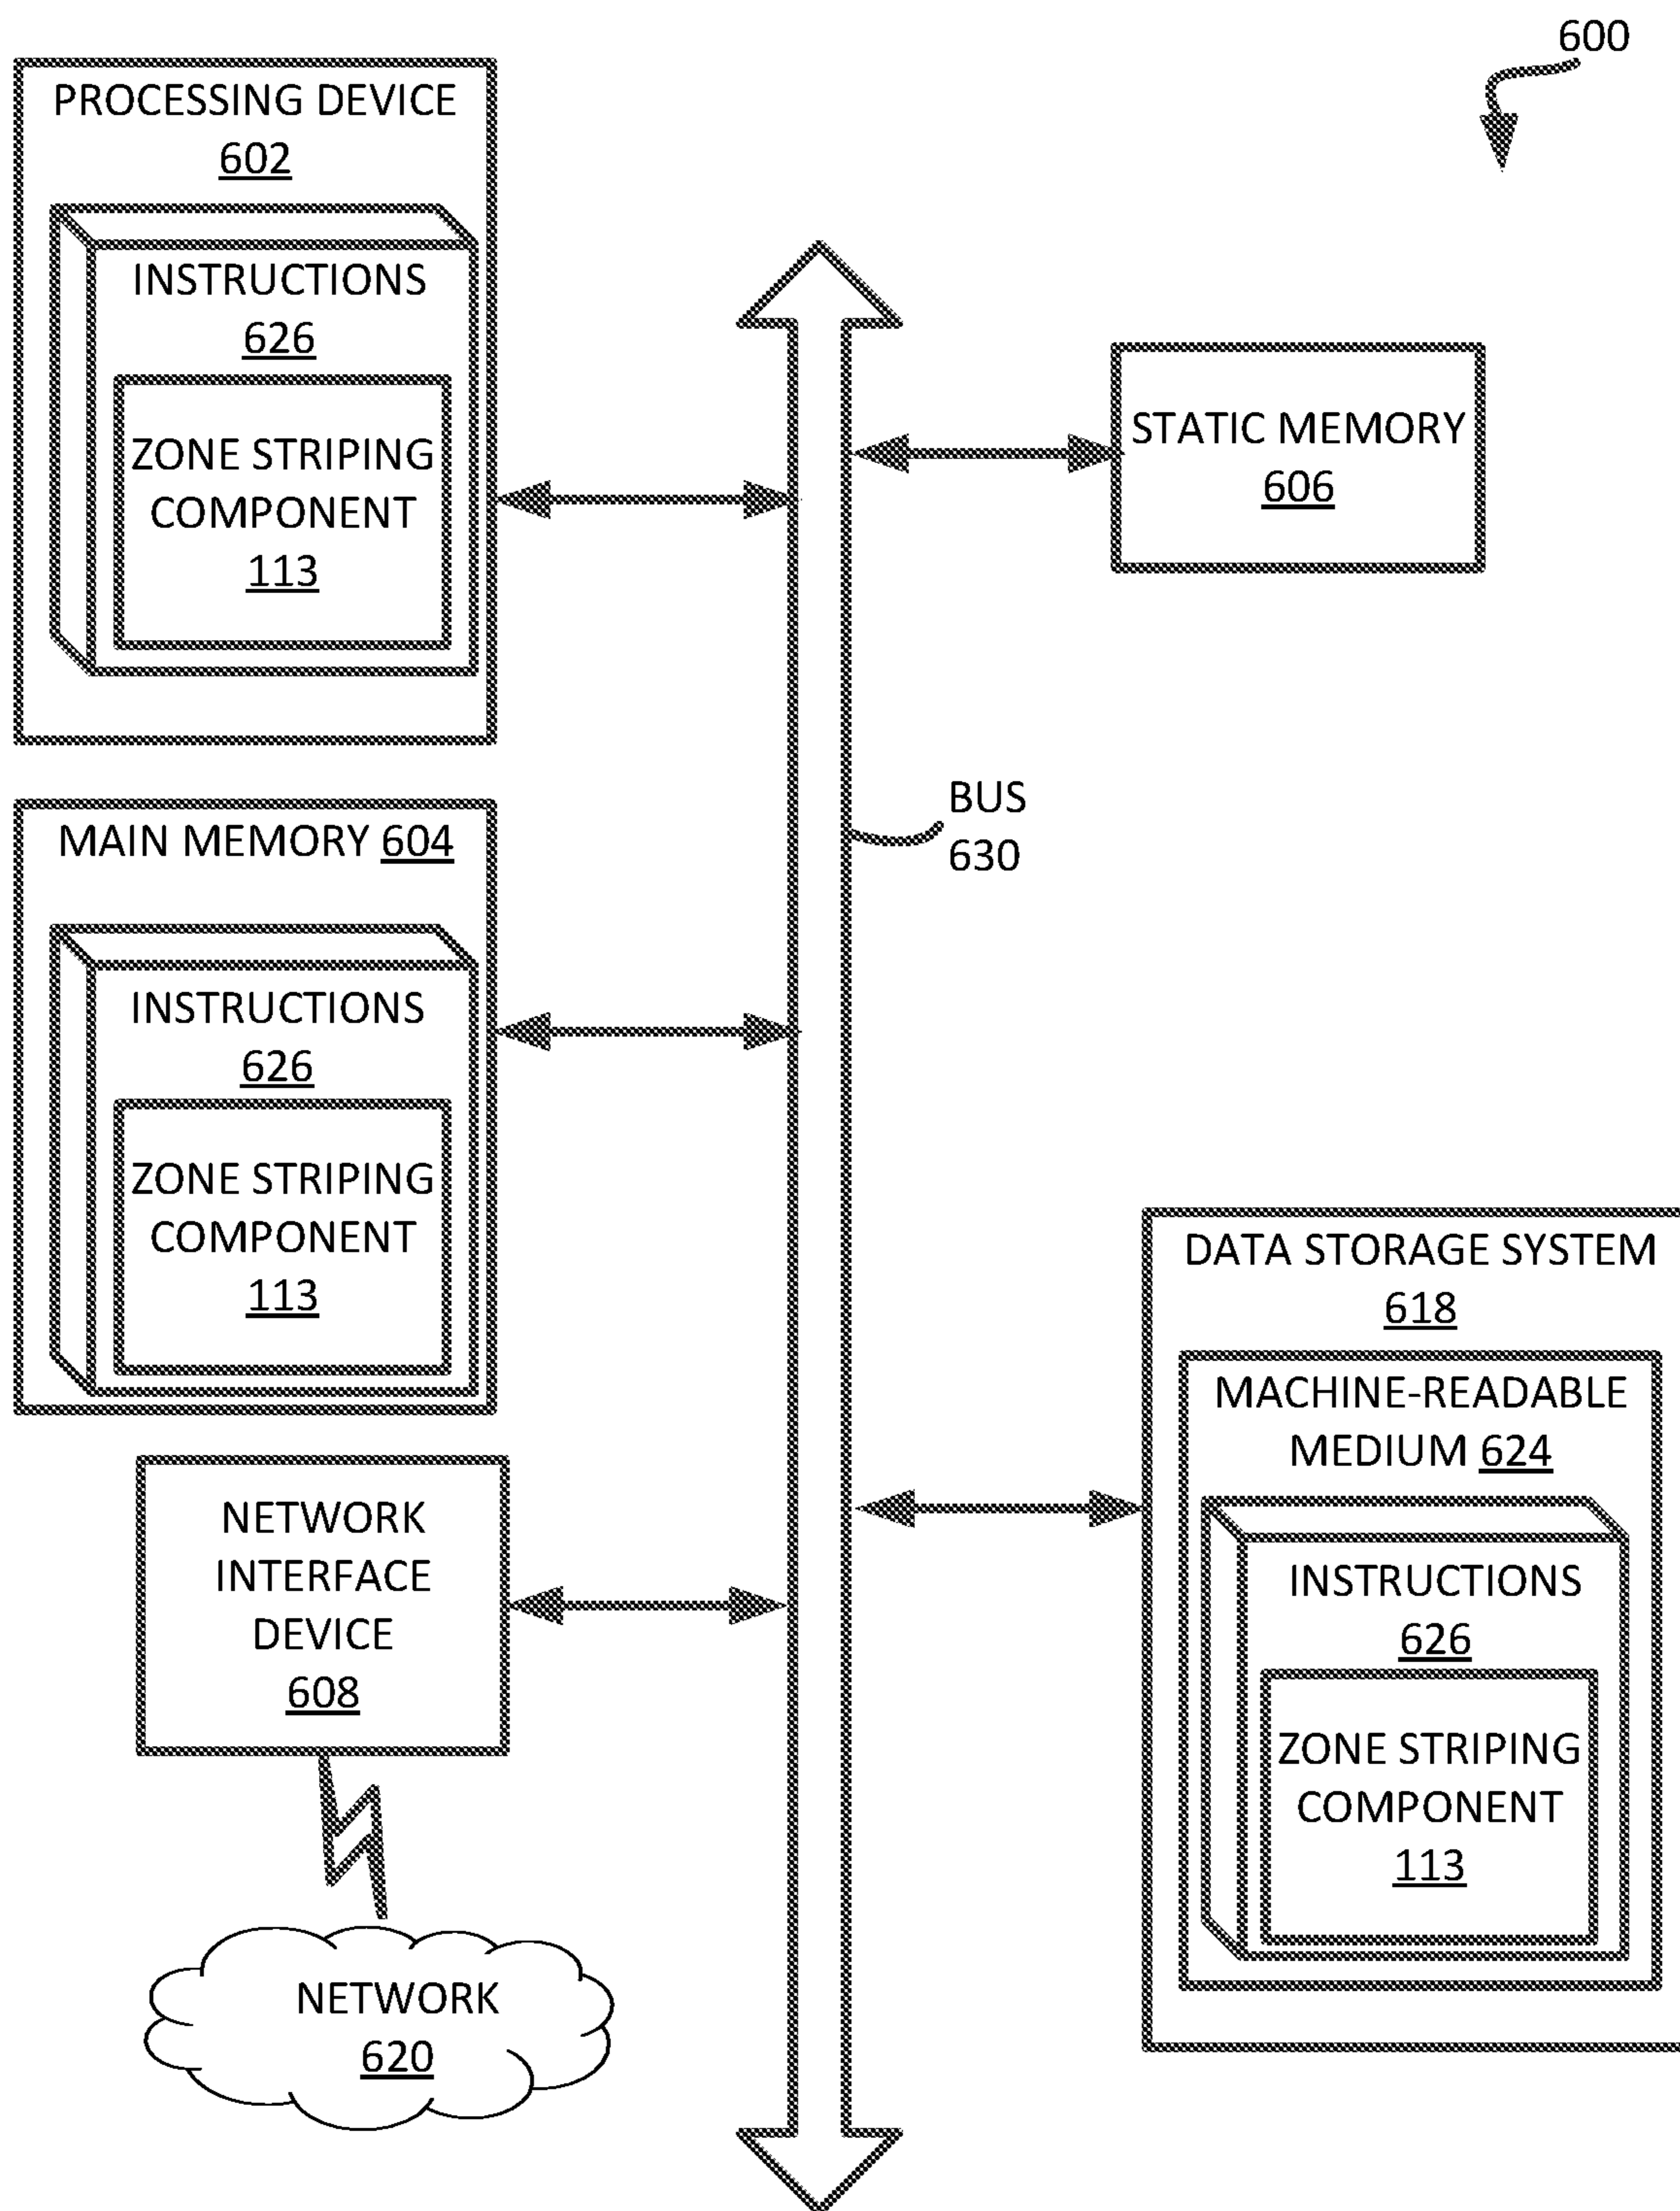 600
PROCESSING DEVICE
602
INSTRUCTIONS
626
ZONE STRIPING
COMPONENT
113
STATIC MEMORY
606
BUS
630
MAIN MEMORY 604
INSTRUCTIONS
626
ZONE STRIPING
COMPONENT
113
DATA STORAGE SYSTEM
618
MACHINE-READABLE
MEDIUM 624
INSTRUCTIONS
626
ZONE STRIPING
COMPONENT
113
NETWORK
INTERFACE
DEVICE
608
NETWORK
620